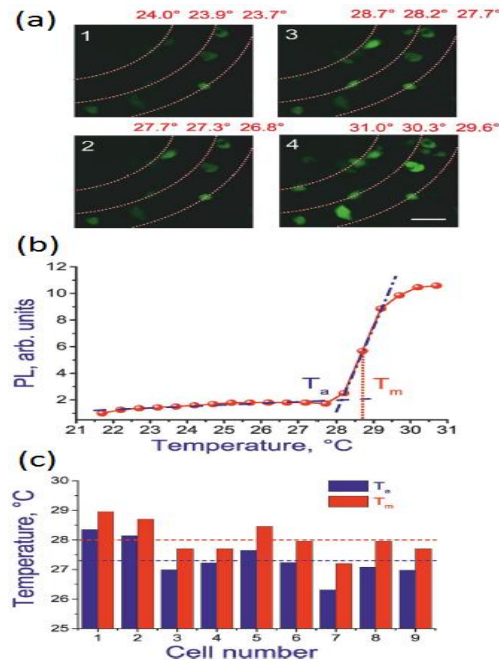 (a)
24.0° 23.9° 23.7°
28.7° 28.2° 27.7°
1
3
27.7° 27.3° 26.8°
31.0° 30.3° 29.6°
2
4
(b)
PL, arb. units
12
10
8
6
4
2
Ta
Tm
21 22 23 24 25 26 27 28 29 30 31
Temperature, °C
(c)
Temperature, °C
30
29
28
27
26
25
Ta
Tm
1 2 3 4 5 6 7 8 9
Cell number